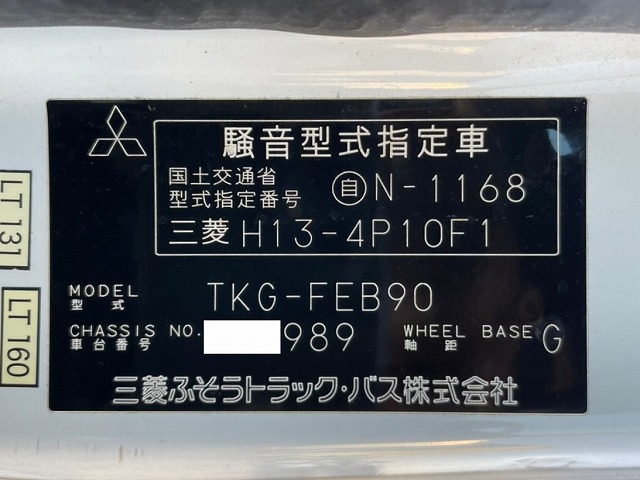 騒音型式指定車
国土交通省
型式指定番号 自N-1168
三菱 H13-4P10F1
MODEL
型式 TKG-FEB90
CHASSIS NO.
車台番号 989
WHEEL BASE
軸距 G
三菱ふそうトラック・バス株式会社
LT 131
LT 160